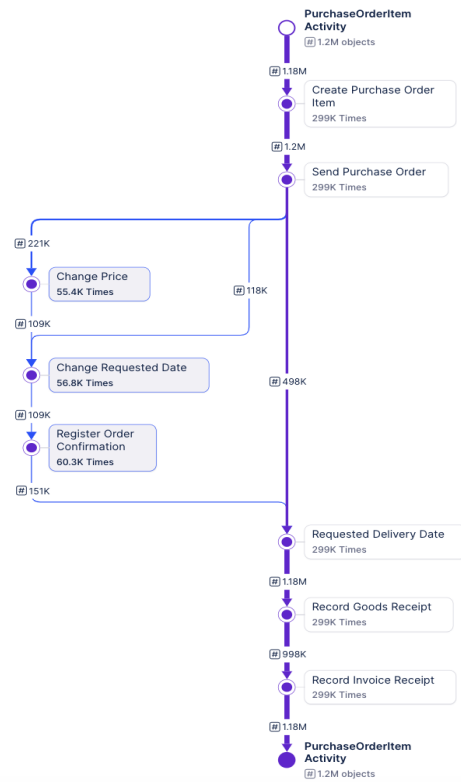 PurchaseOrderItem
Activity
# 1.2M objects
# 1.18M
Create Purchase Order
Item
299K Times
# 1.2M
Send Purchase Order
299K Times
# 221K
Change Price
55.4K Times
# 118K
# 109K
Change Requested Date
56.8K Times
# 498K
# 109K
Register Order
Confirmation
60.3K Times
# 151K
Requested Delivery Date
299K Times
# 1.18M
Record Goods Receipt
299K Times
# 998K
Record Invoice Receipt
299K Times
# 1.18M
PurchaseOrderItem
Activity
# 1.2M objects